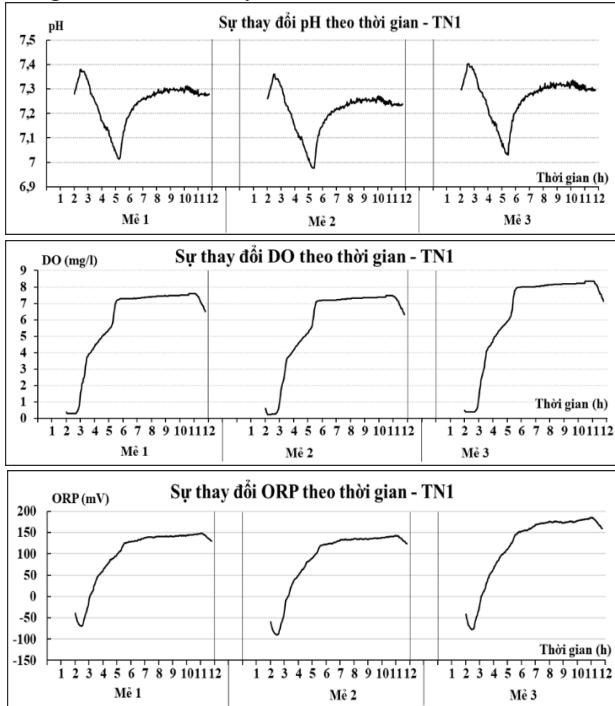 Sự thay đổi pH theo thời gian - TN1
pH
7,5
7,4
7,3
7,2
7,1
7
6,9
Thời gian (h)
1 2 3 4 5 6 7 8 9 10 11 12 1 2 3 4 5 6 7 8 9 10 11 12 1 2 3 4 5 6 7 8 9 10 11 12
Mẻ 1 Mẻ 2 Mẻ 3
Sự thay đổi DO theo thời gian - TN1
DO (mg/l)
9
8
7
6
5
4
3
2
1
0
Thời gian (h)
1 2 3 4 5 6 7 8 9 10 11 12 1 2 3 4 5 6 7 8 9 10 11 12 1 2 3 4 5 6 7 8 9 10 11 12
Mẻ 1 Mẻ 2 Mẻ 3
Sự thay đổi ORP theo thời gian - TN1
ORP (mV)
200
150
100
50
0
-50
-100
-150
Thời gian (h)
1 2 3 4 5 6 7 8 9 10 11 12 1 2 3 4 5 6 7 8 9 10 11 12 1 2 3 4 5 6 7 8 9 10 11 12
Mẻ 1 Mẻ 2 Mẻ 3